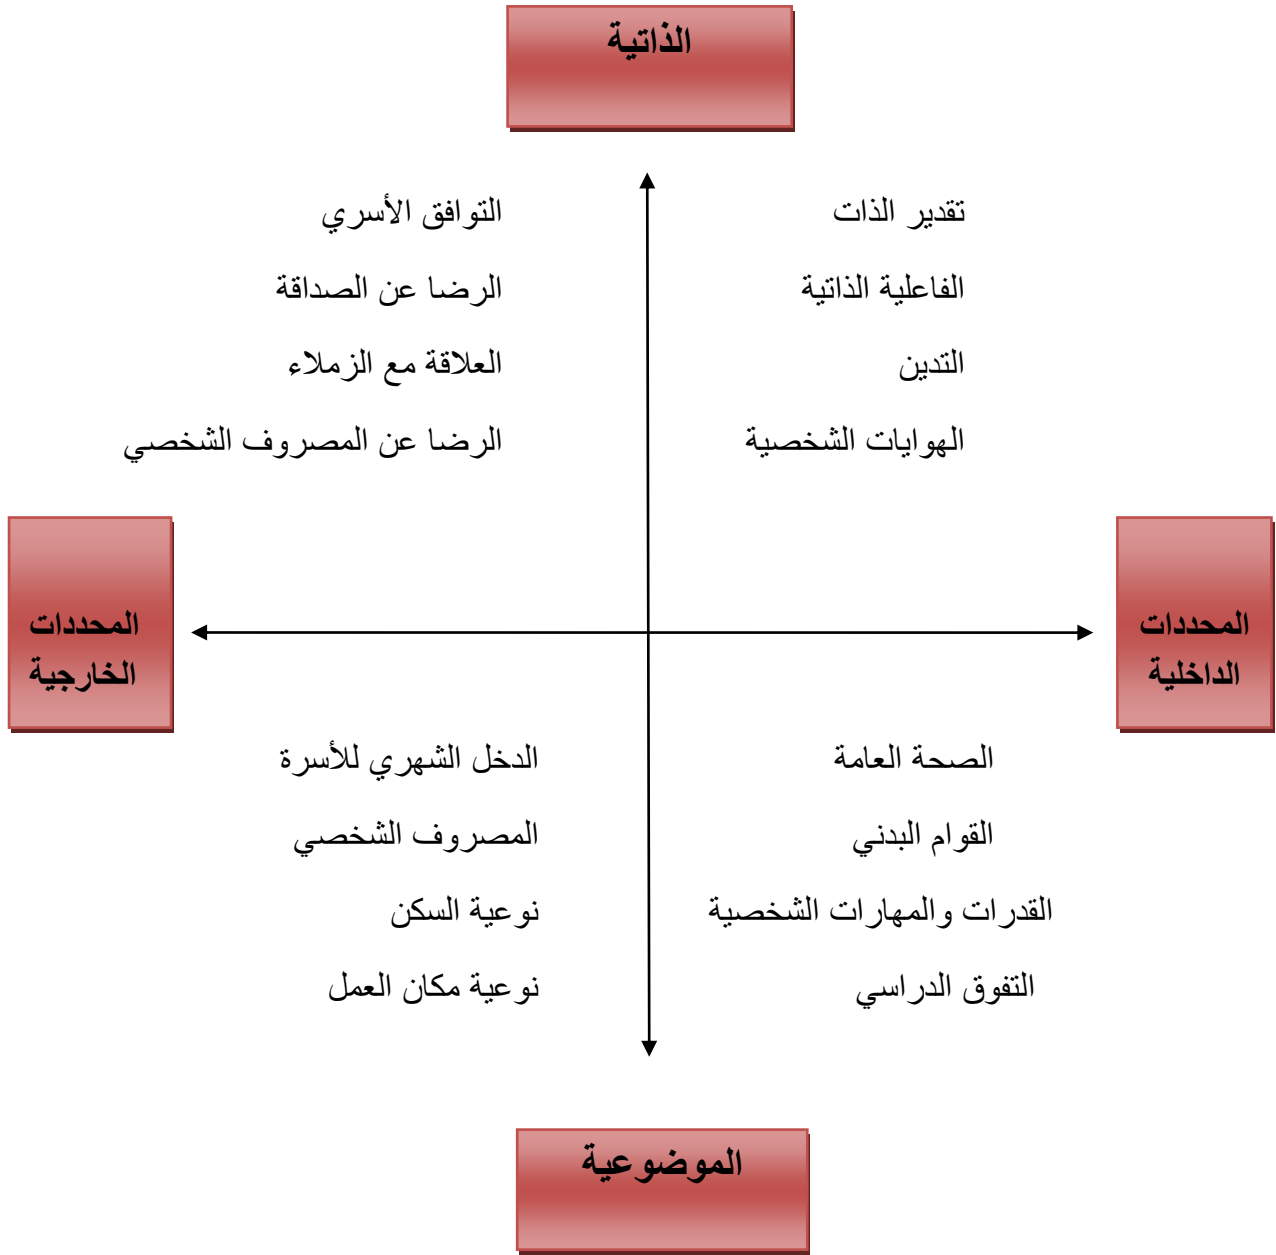 الذاتية
تقدير الذات
الفاعلية الذاتية
التدين
الهوايات الشخصية
التوافق الأسري
الرضا عن الصداقة
العلاقة مع الزملاء
الرضا عن المصروف الشخصي
المحددات
الداخلية
المحددات
الخارجية
الصحة العامة
القوام البدني
القدرات والمهارات الشخصية
التفوق الدراسي
الدخل الشهري للأسرة
المصروف الشخصي
نوعية السكن
نوعية مكان العمل
الموضوعية